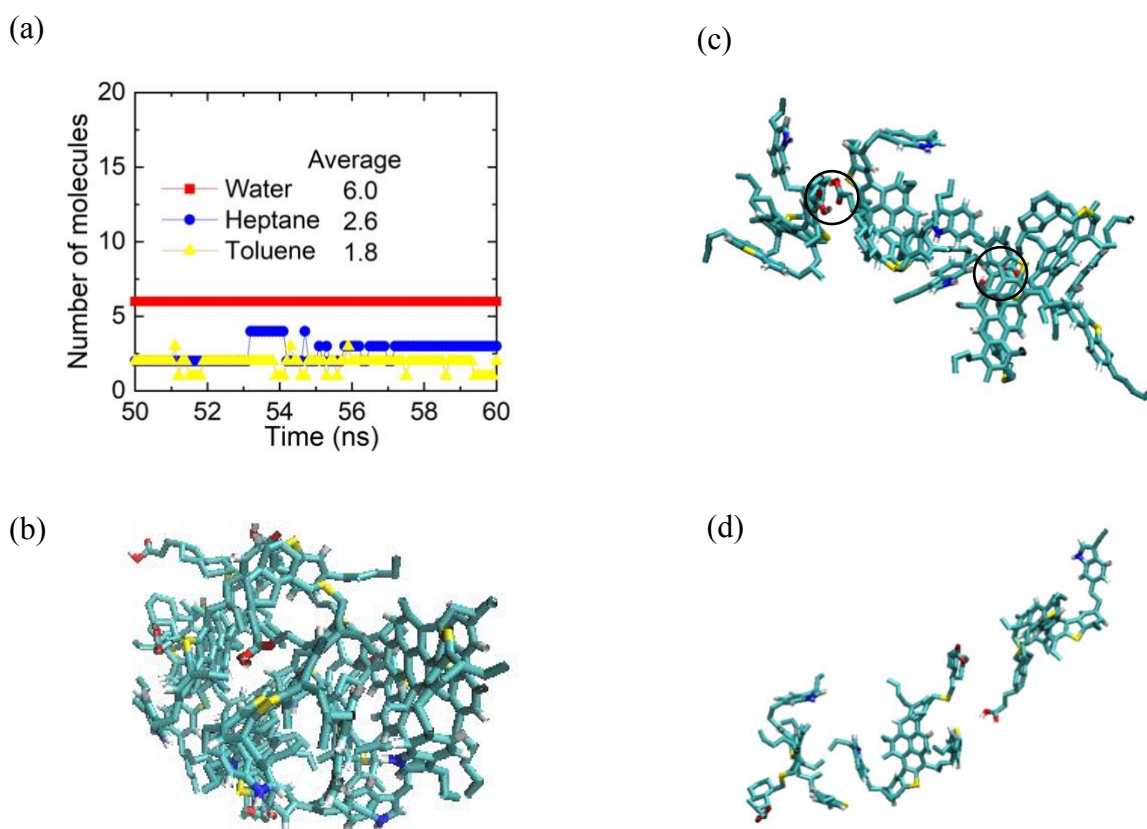 (a)
Number of molecules
20
15
10
5
0
Average
Water 6.0
Heptane 2.6
Toluene 1.8
50 52 54 56 58 60
Time (ns)
(b)
(c)
(d)